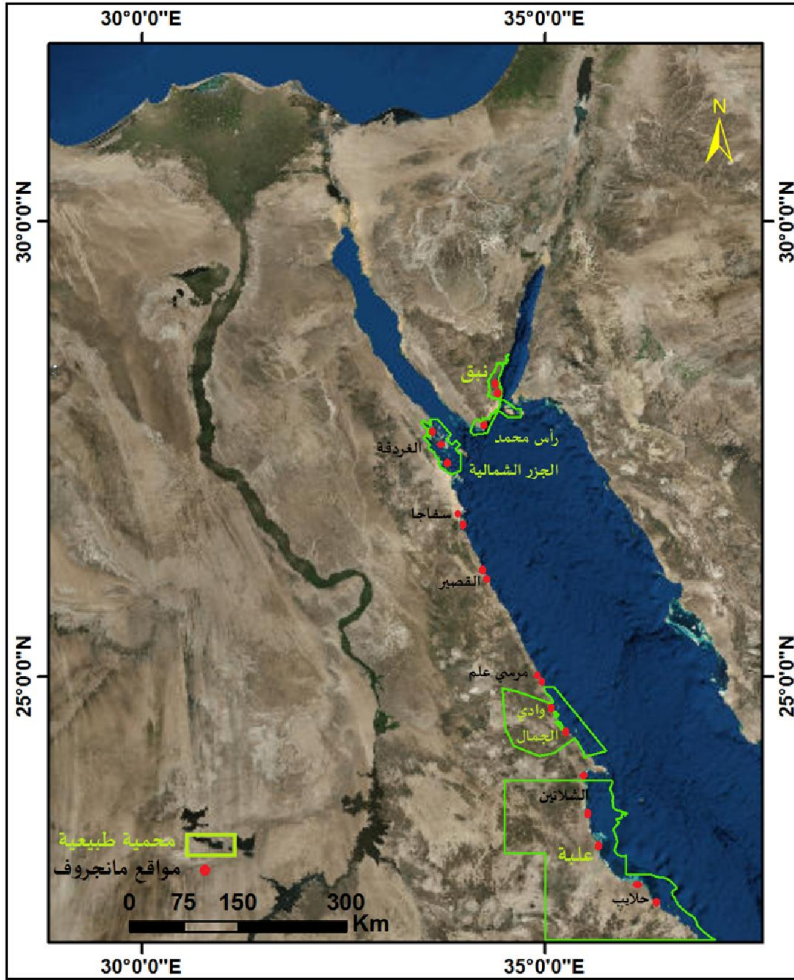 30°0'0"E
35°0'0"E
N
30°0'0"N
30°0'0"N
نبق
رأس محمد
الغردقة
الجزر الشمالية
سفاجا
القصير
25°0'0"N
25°0'0"N
مرسي علم
وادي
الجمال
الشلاتين
علبة
حلايب
محمية طبيعية
مواقع مانجروف
0 75 150 300
Km
30°0'0"E
35°0'0"E